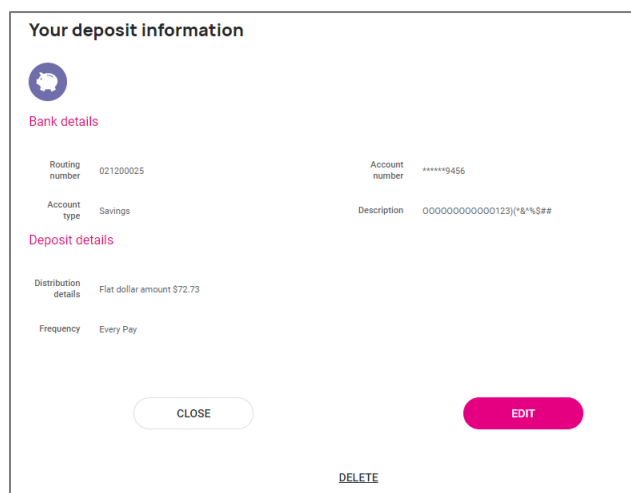 Your deposit information
Bank details
Routing number 021200025
Account number ******9456
Account type Savings
Description OOOOOOOOOOOOO123)(*&^%$##
Deposit details
Distribution details Flat dollar amount $72.73
Frequency Every Pay
CLOSE
EDIT
DELETE